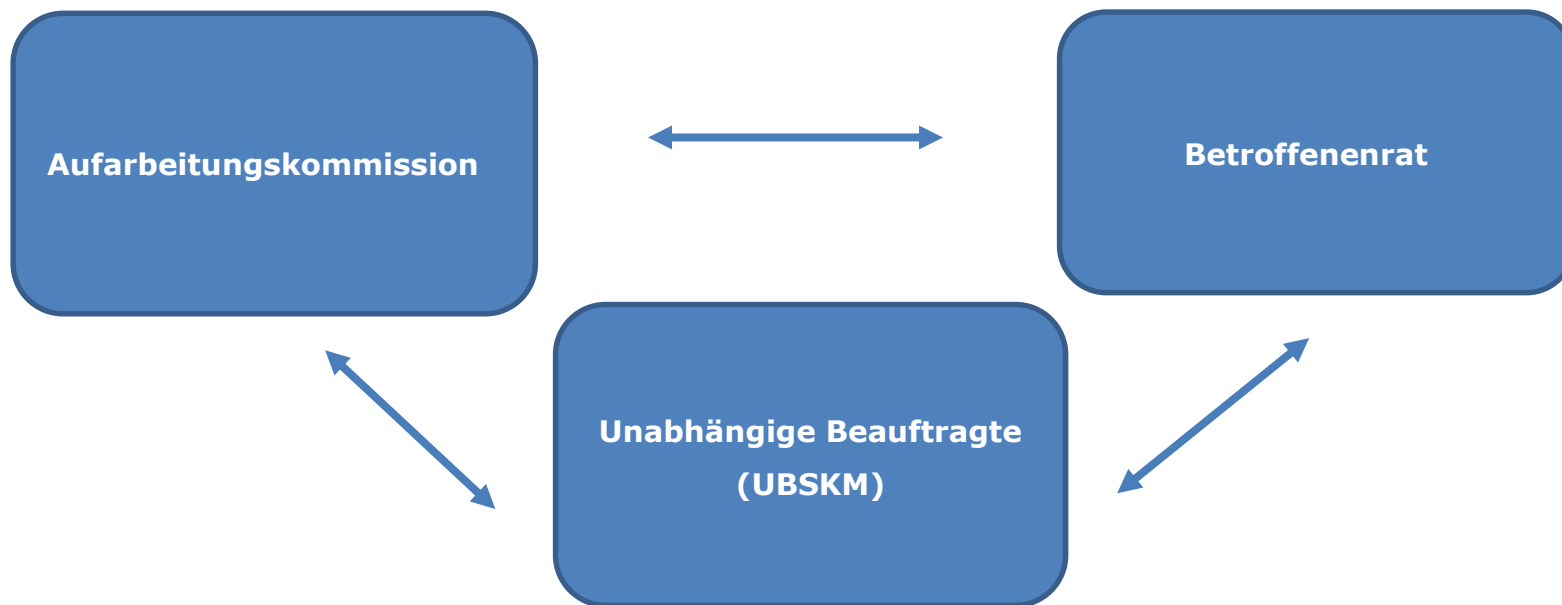 Aufarbeitungskommission
Betroffenenrat
Unabhängige Beauftragte
(UBSKM)